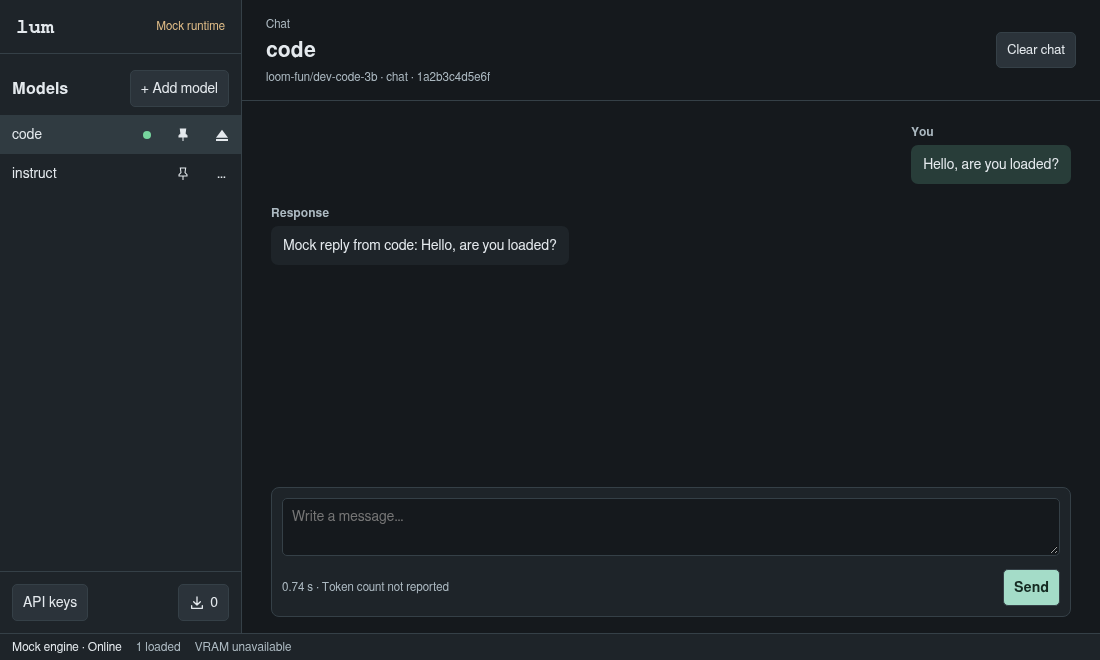 lum
Mock runtime
Models
+ Add model
code
instruct
...
API keys
0
Chat
code
loom-fun/dev-code-3b · chat · 1a2b3c4d5e6f
Clear chat
You
Hello, are you loaded?
Response
Mock reply from code: Hello, are you loaded?
Write a message...
0.74 s · Token count not reported
Send
Mock engine · Online
1 loaded
VRAM unavailable